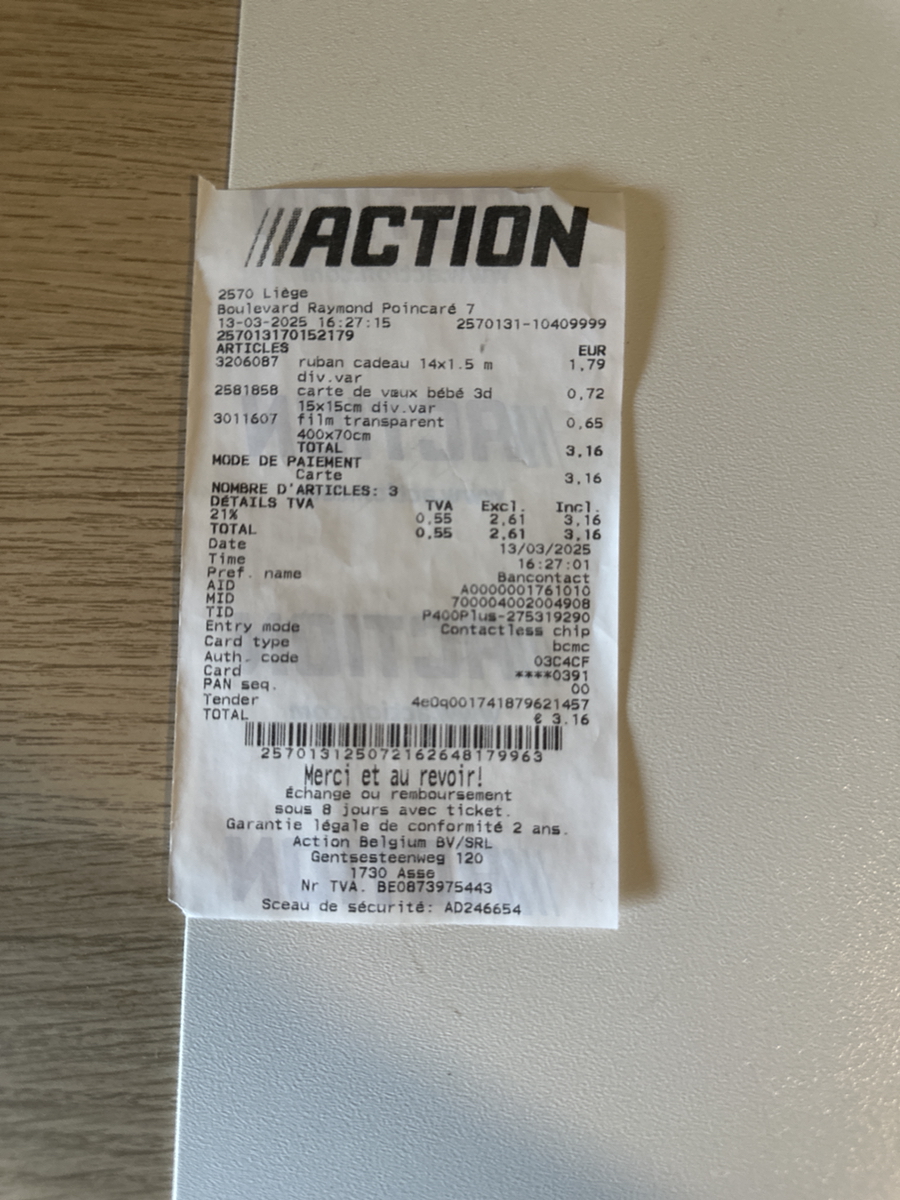 ACTION
2570 Liège
Boulevard Raymond Poincaré 7
13-03-2025 16:27:15 2570131-10409999
257013170152179
ARTICLES EUR
3206087 ruban cadeau 14x1.5 m 1,79
div.var
2581858 carte de vœux bébé 3d 0,72
15x15cm div.var
3011607 film transparent 0,65
400x70cm
TOTAL 3,16
MODE DE PAIEMENT
Carte 3,16
NOMBRE D'ARTICLES: 3
DÉTAILS TVA TVA Excl. Incl.
21% 0,55 2,61 3,16
TOTAL 0,55 2,61 3,16
Date 13/03/2025
Time 16:27:01
Pref. name Bancontact
AID A0000001761010
MID 700004002004908
TID P400Plus-275319290
Entry mode Contactless chip
Card type bcmc
Auth. code 03C4CF
Card ****0391
PAN seq. 00
Tender 4e0q001741879621457
TOTAL € 3.16
257013125072162648179963
Merci et au revoir!
Échange ou remboursement
sous 8 jours avec ticket.
Garantie légale de conformité 2 ans.
Action Belgium BV/SRL
Gentsesteenweg 120
1730 Asse
Nr TVA. BE0873975443
Sceau de sécurité: AD246654